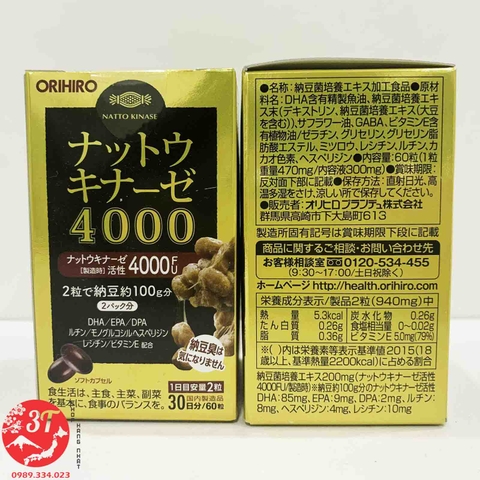 ORIHIRO
NATTO KINASE
ナットウ
キナーゼ
4000
ナットウキナーゼ
[製造時] 活性 4000FU
2粒で納豆約100g分
(2パック分)
DHA/EPA/DPA
ルチン/モノグルコシルヘスペリジン
レシチン/ビタミンE 配合
納豆臭は
気になりません
ソフトカプセル
食生活は、主食、主菜、副菜
を基本に、食事のバランスを。
1日目安量2粒
国内製造品
30日分/60粒
●名称:納豆菌培養エキス加工食品●原材
料名:DHA含有精製魚油、納豆菌培養エキ
ス末(デキストリン、納豆菌培養エキス(大豆
を含む))、サフラワー油、GABA、ビタミンE含
有植物油/ゼラチン、グリセリン、グリセリン脂
肪酸エステル、ミツロウ、レシチン、ルチン、
カカオ色素、ヘスペリジン●内容量:60粒(1粒
重量470mg/内容液300mg)●賞味期限:
反対面下部に記載●保存方法:直射日光、高
温多湿をさけ、涼しい所で保存してください。
●販売者:オリヒロプランデュ株式会社
群馬県高崎市下大島町613
製造所固有記号は賞味期限下段に記載
商品に関するご相談・お問い合わせ先
お客様相談室 0120-534-455
(9:30〜17:00/土日祝除く)
ホームページ http://health.orihiro.com
栄養成分表示/製品2粒(940mg)中
熱量 5.3kcal 炭水化物 0.26g
たん白質 0.26g 食塩相当量 0〜0.02g
脂質 0.36g ビタミンE 5.0mg(79%)
※( )内は栄養素等表示基準値2015(18
歳以上、基準熱量2200kcal)に占める割合
納豆菌培養エキス200mg(ナットウキナーゼ活性
4000FU/製造時)※納豆約100g分のナットウキナーゼ活性
DHA:85mg、EPA:9mg、DPA:2mg、ルチン:
8mg、ヘスペリジン:4mg、レシチン:10mg
3T
HANG NHAT
0989.334.023